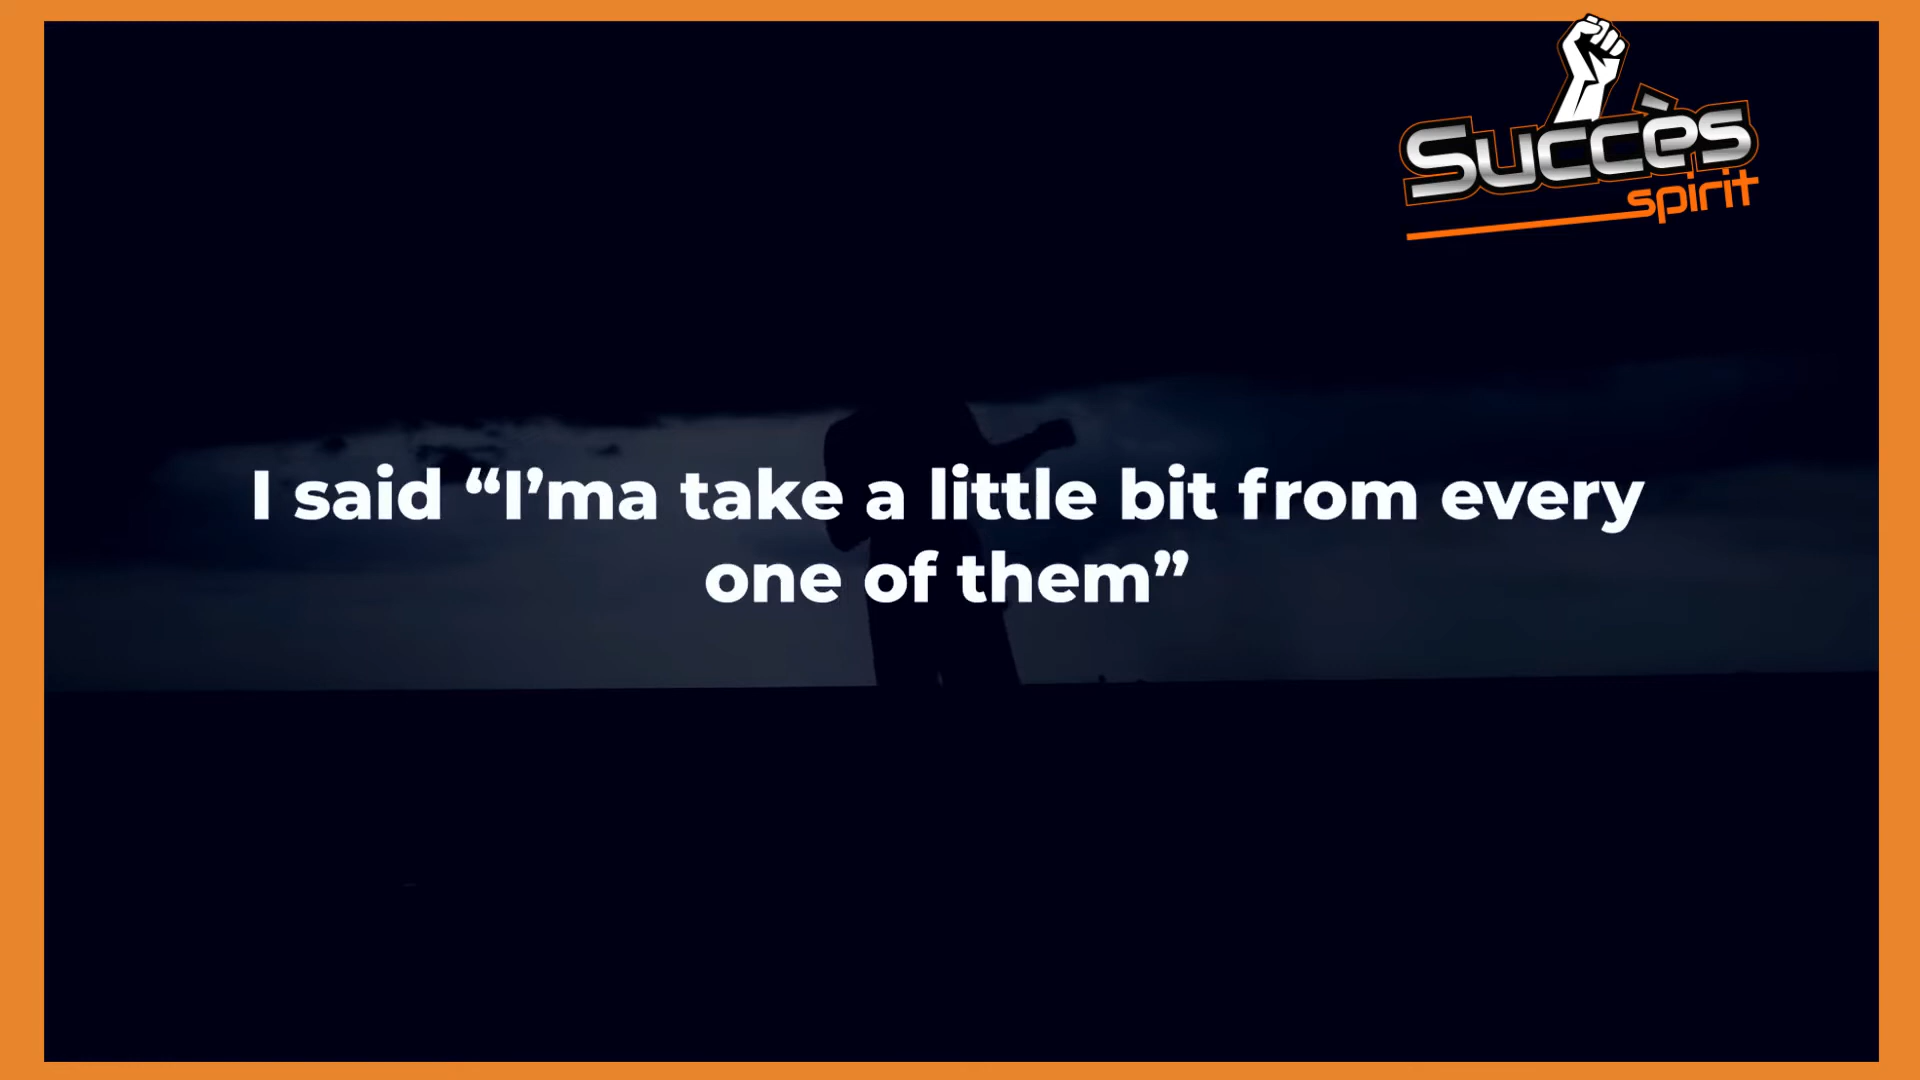 Succès
spirit
I said “I’ma take a little bit from every
one of them”